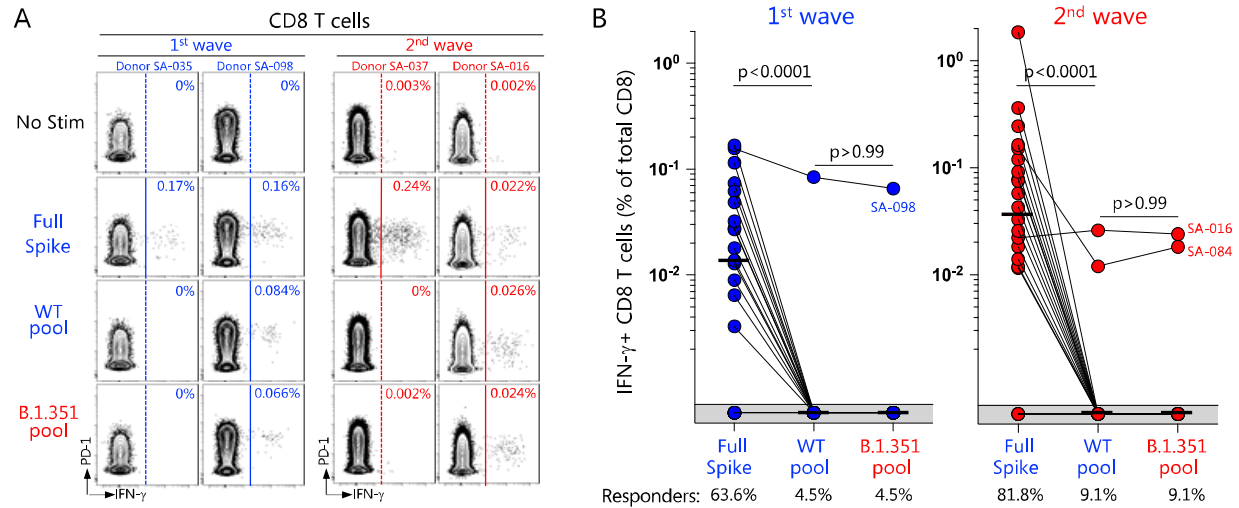 A
CD8 T cells
1st wave
2nd wave
Donor SA-035
Donor SA-098
Donor SA-037
Donor SA-016
No Stim
0%
0%
0.003%
0.002%
Full
Spike
0.17%
0.16%
0.24%
0.022%
WT
pool
0%
0.084%
0%
0.026%
B.1.351
pool
0%
0.066%
0.002%
0.024%
PD-1
IFN-γ
PD-1
IFN-γ
B
1st wave
2nd wave
IFN-γ+ CD8 T cells (% of total CD8)
100
10-1
10-2
p<0.0001
p>0.99
SA-098
100
10-1
10-2
p<0.0001
p>0.99
SA-016
SA-084
Full
Spike
WT
pool
B.1.351
pool
Full
Spike
WT
pool
B.1.351
pool
Responders: 63.6% 4.5% 4.5% 81.8% 9.1% 9.1%